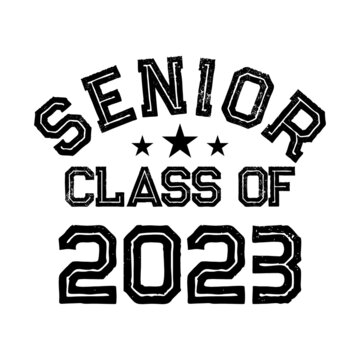 SENIOR
CLASS OF
2023